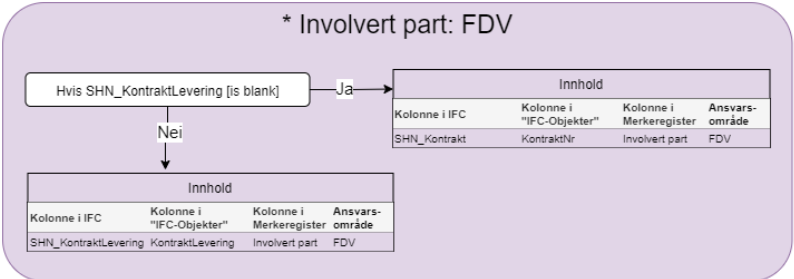 * Involvert part: FDV
Hvis SHN_KontraktLevering [is blank]
Ja
Innhold
Kolonne i IFC Kolonne i "IFC-Objekter" Kolonne i Merkeregister Ansvars-område
SHN_Kontrakt KontraktNr Involvert part FDV
Nei
Innhold
Kolonne i IFC Kolonne i "IFC-Objekter" Kolonne i Merkeregister Ansvars-område
SHN_KontraktLevering KontraktLevering Involvert part FDV